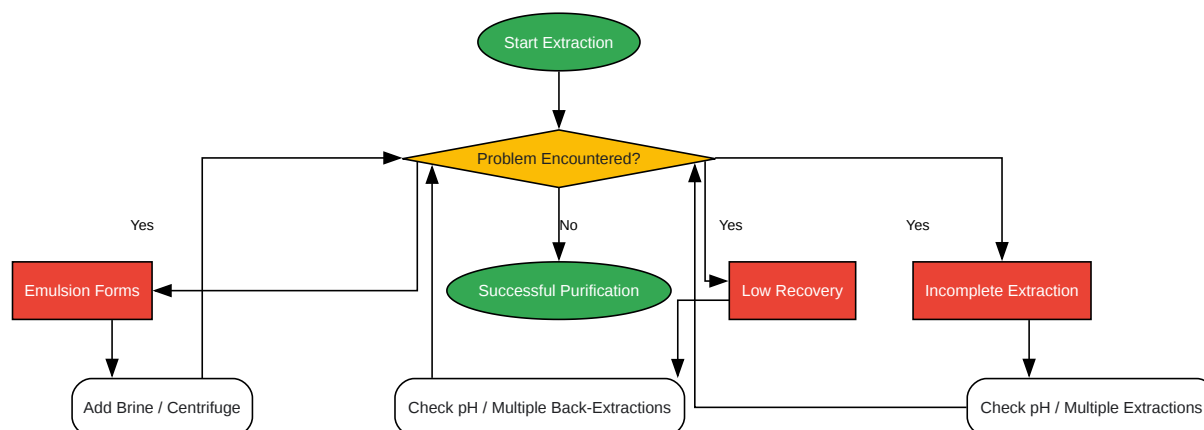 Start Extraction
Problem Encountered?
Yes
No
Yes
Yes
Emulsion Forms
Successful Purification
Low Recovery
Incomplete Extraction
Add Brine / Centrifuge
Check pH / Multiple Back-Extractions
Check pH / Multiple Extractions